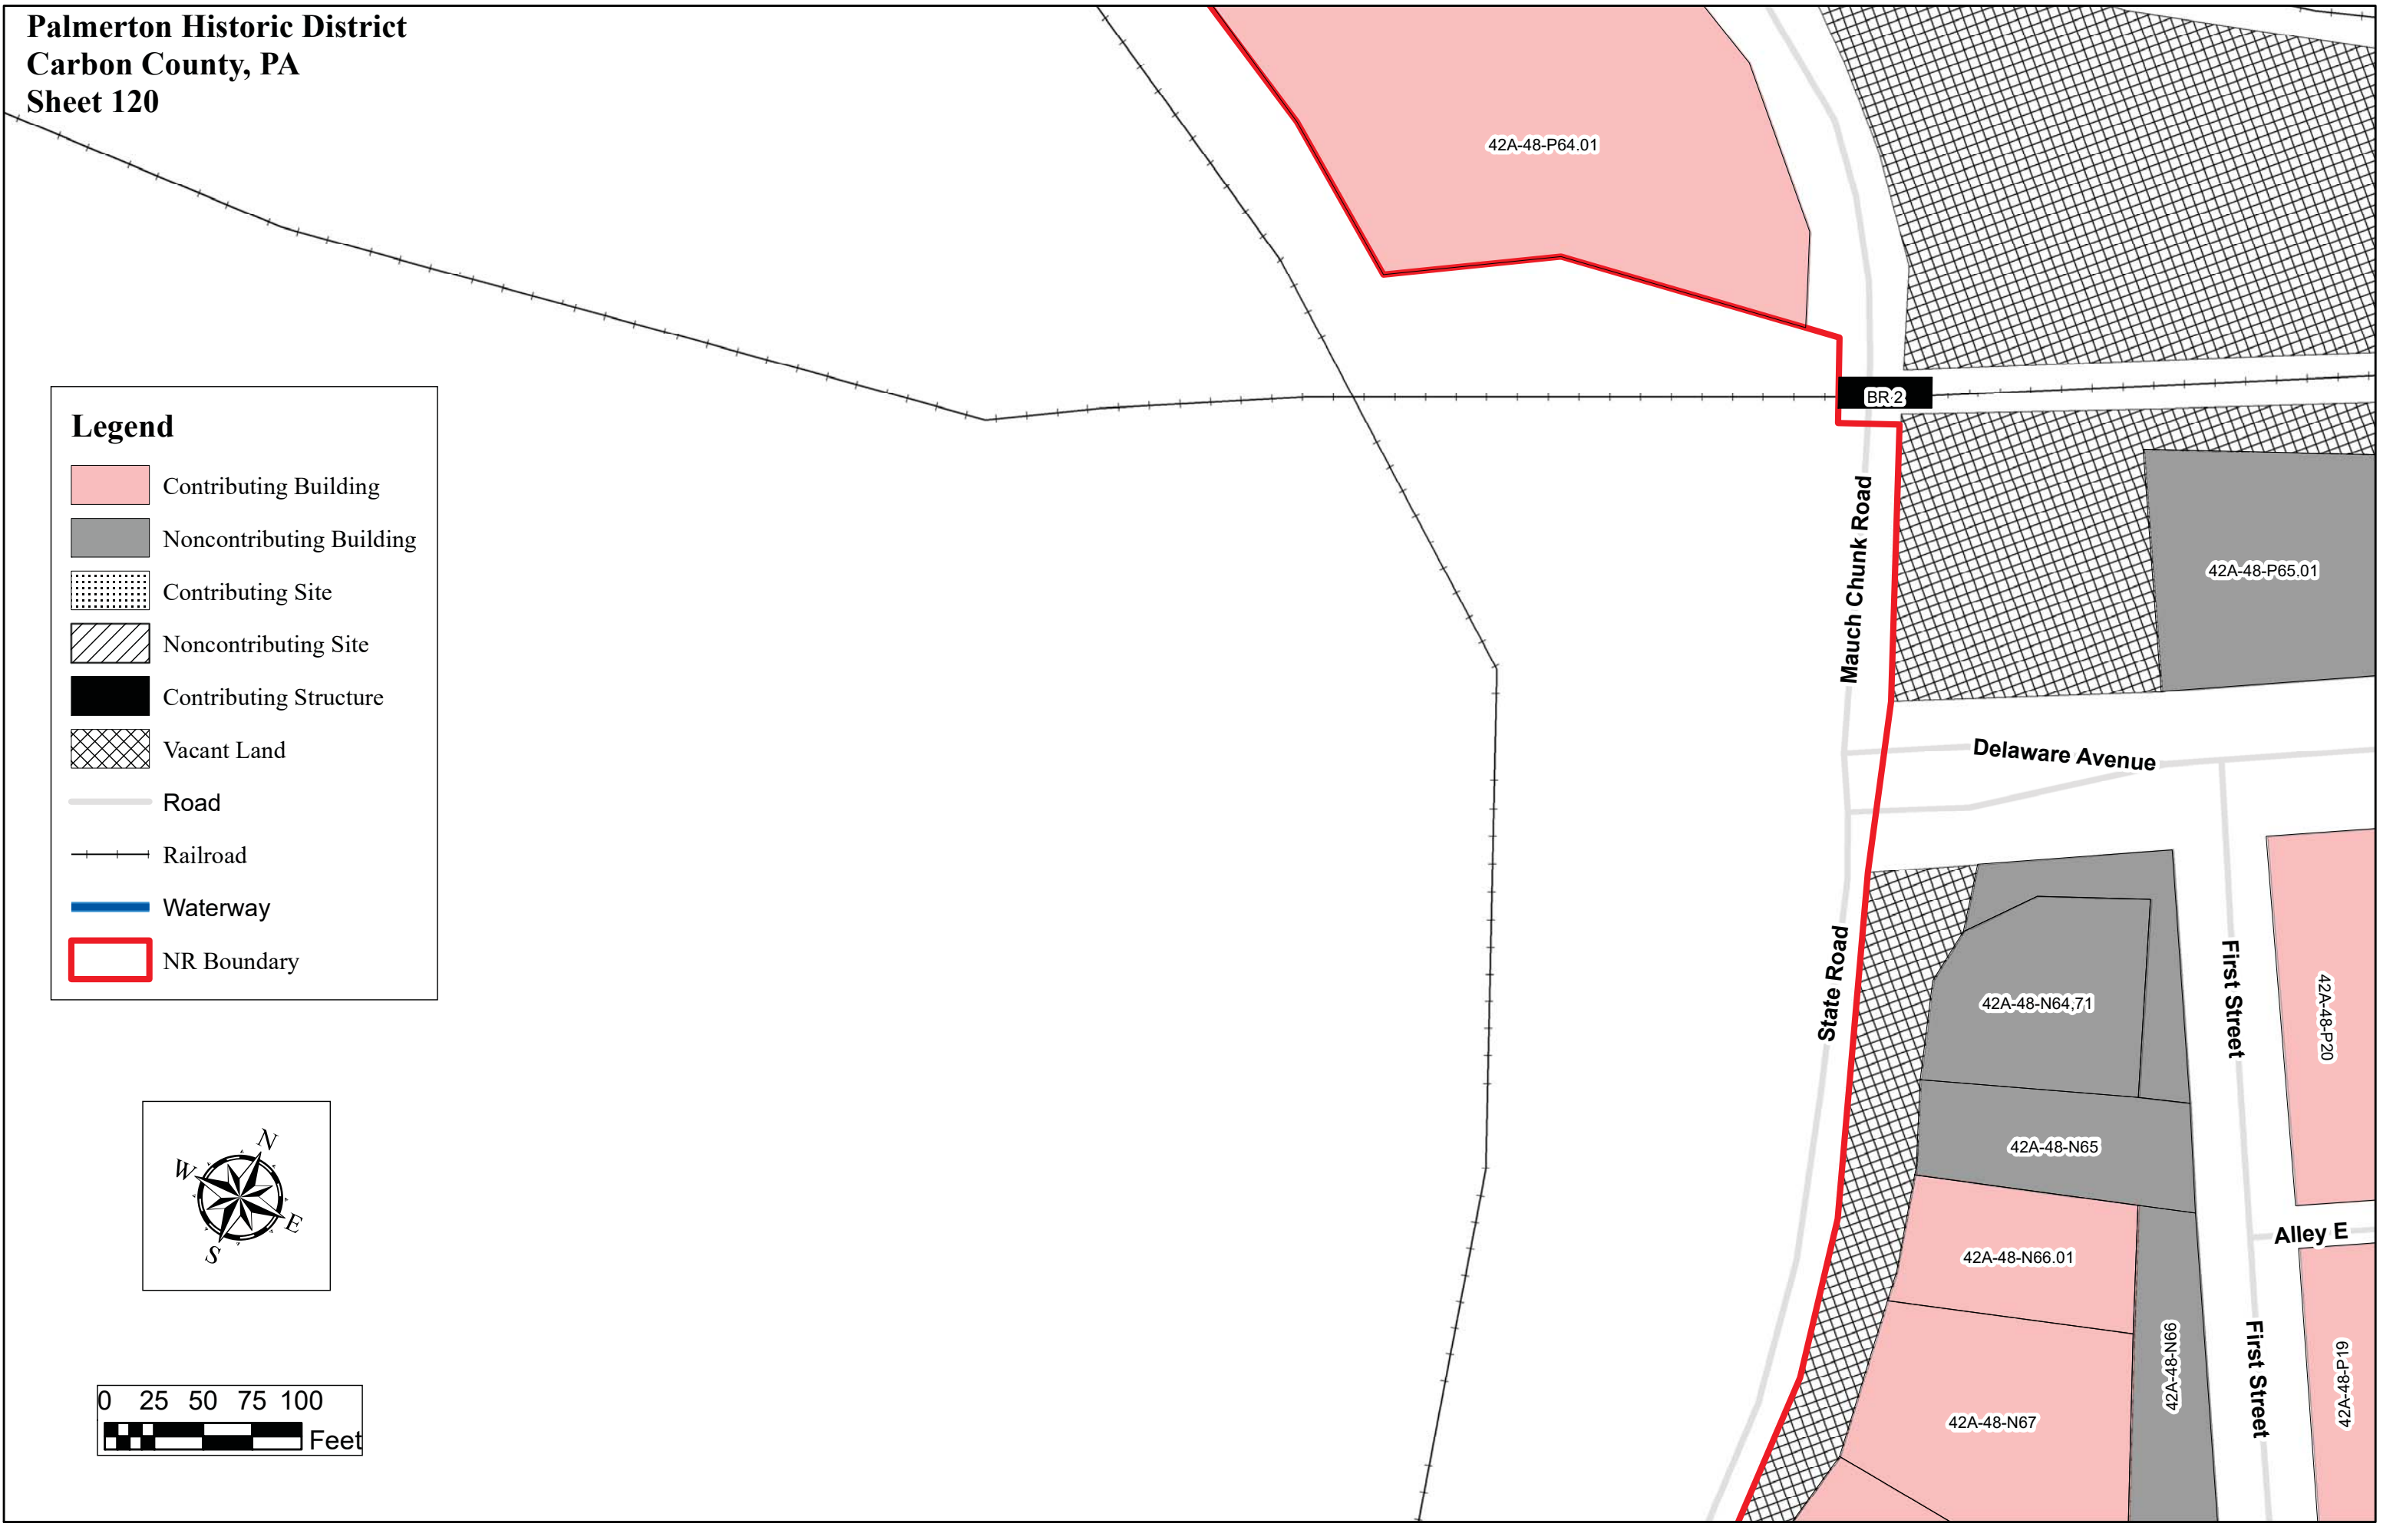 Palmerton Historic District
Carbon County, PA
Sheet 120
42A-48-P64.01
BR 2
Legend
Contributing Building
Noncontributing Building
Contributing Site
Noncontributing Site
Contributing Structure
Vacant Land
Road
Railroad
Waterway
NR Boundary
Mauch Chunk Road
42A-48-P65.01
Delaware Avenue
State Road
42A-48-N64,71
First Street
42A-48-P20
42A-48-N65
Alley E
42A-48-N66.01
42A-48-N66
First Street
42A-48-P19
42A-48-N67
N
W
E
S
0 25 50 75 100
Feet